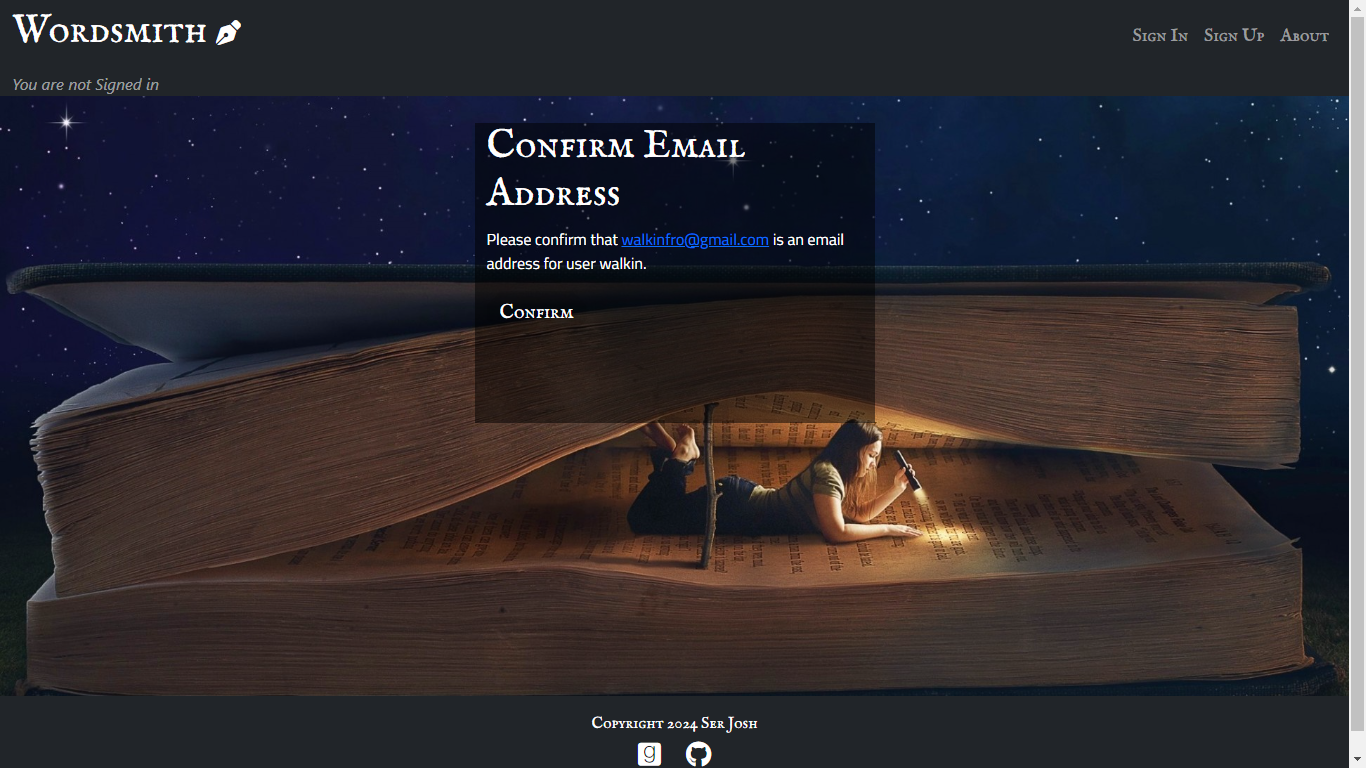 Wordsmith
Sign In Sign Up About
You are not Signed in
Confirm Email
Address
Please confirm that walkinfro@gmail.com is an email
address for user walkin.
Confirm
Copyright 2024 Ser Josh
g